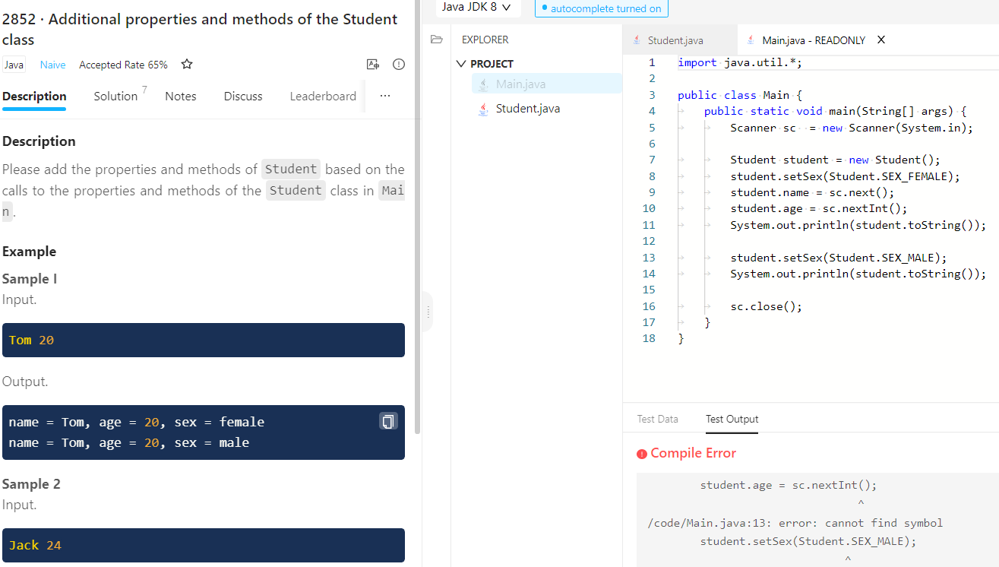 2852 · Additional properties and methods of the Student
class
Java Naive Accepted Rate 65%
Description Solution 7 Notes Discuss Leaderboard ...
Description
Please add the properties and methods of Student based on the
calls to the properties and methods of the Student class in Mai
n.
Example
Sample 1
Input.
Tom 20
Output.
name = Tom, age = 20, sex = female
name = Tom, age = 20, sex = male
Sample 2
Input.
Jack 24
Java JDK 8
autocomplete turned on
EXPLORER
PROJECT
Main.java
Student.java
Student.java Main.java - READONLY X
1 import java.util.*;
2
3 public class Main {
4 public static void main(String[] args) {
5 Scanner sc = new Scanner(System.in);
6
7 Student student = new Student();
8 student.setSex(Student.SEX_FEMALE);
9 student.name = sc.next();
10 student.age = sc.nextInt();
11 System.out.println(student.toString());
12
13 student.setSex(Student.SEX_MALE);
14 System.out.println(student.toString());
15
16 sc.close();
17 }
18 }
Test Data Test Output
Compile Error
student.age = sc.nextInt();
^
/code/Main.java:13: error: cannot find symbol
student.setSex(Student.SEX_MALE);
^